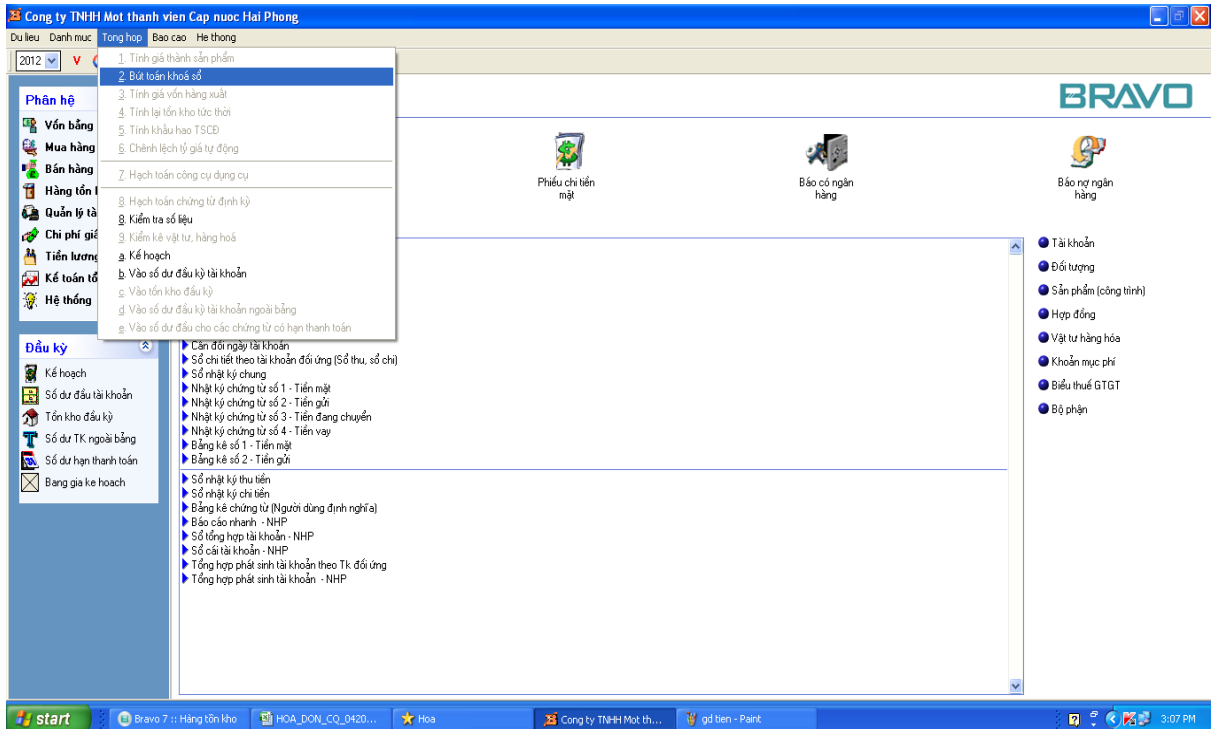 Cong ty TNHH Mot thanh vien Cap nuoc Hai Phong
Du lieu Danh muc Tong hop Bao cao He thong
2012 V
1. Tính giá thành sản phẩm
2. Bút toán khoá sổ
3. Tính giá vốn hàng xuất
4. Tính lại tồn kho tức thời
5. Tính khấu hao TSCĐ
6. Chênh lệch tỷ giá tự động
7. Hạch toán công cụ dụng cụ
8. Hạch toán chứng từ định kỳ
8. Kiểm tra số liệu
9. Kiểm kê vật tư, hàng hoá
a. Kế hoạch
b. Vào số dư đầu kỳ tài khoản
c. Vào tồn kho đầu kỳ
d. Vào số dư đầu kỳ tài khoản ngoài bảng
e. Vào số dư đầu cho các chứng từ có hạn thanh toán
Phân hệ
Vốn bằng
Mua hàng
Bán hàng
Hàng tồn
Quản lý tà
Chi phí giá
Tiền lương
Kế toán tổ
Hệ thống
Đầu kỳ
Kế hoạch
Số dư đầu tài khoản
Tồn kho đầu kỳ
Số dư TK ngoài bảng
Số dư hạn thanh toán
Bang gia ke hoach
BRAVO
Phiếu chi tiền
mặt
Báo có ngân
hàng
Báo nợ ngân
hàng
Cân đối ngày tài khoản
Sổ chi tiết theo tài khoản đối ứng (Sổ thu, sổ chi)
Sổ nhật ký chung
Nhật ký chứng từ số 1 - Tiền mặt
Nhật ký chứng từ số 2 - Tiền gửi
Nhật ký chứng từ số 3 - Tiền đang chuyển
Nhật ký chứng từ số 4 - Tiền vay
Bảng kê số 1 - Tiền mặt
Bảng kê số 2 - Tiền gửi
Sổ nhật ký thu tiền
Sổ nhật ký chi tiền
Bảng kê chứng từ (Người dùng định nghĩa)
Báo cáo nhanh - NHP
Sổ tổng hợp tài khoản - NHP
Sổ cái tài khoản - NHP
Tổng hợp phát sinh tài khoản theo Tk đối ứng
Tổng hợp phát sinh tài khoản - NHP
Tài khoản
Đối tượng
Sản phẩm (công trình)
Hợp đồng
Vật tư hàng hóa
Khoản mục phí
Biểu thuế GTGT
Bộ phận
start
Bravo 7 :: Hàng tồn kho
HOA_DON_CQ_0420...
Hoa
Cong ty TNHH Mot th...
gd tien - Paint
3:07 PM